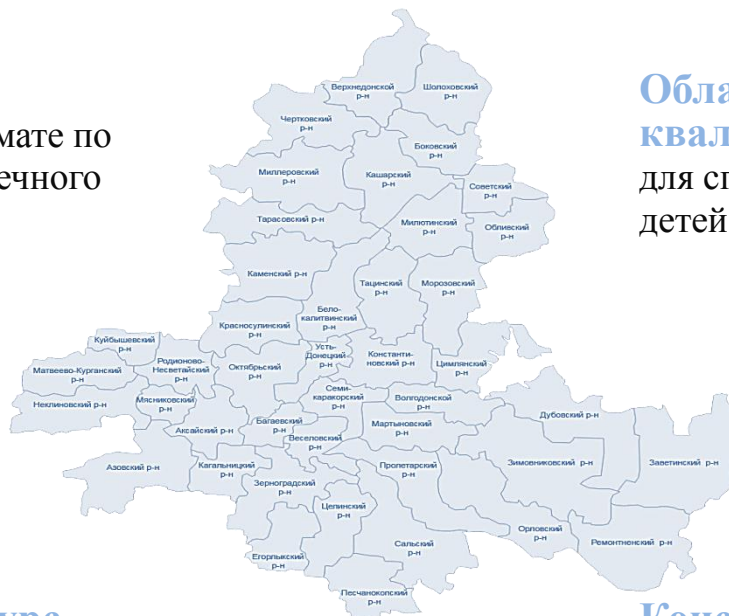 мате по
ечного
Обла
квал
для сп
детей
Верхнедонской
р-н
Шолоховский
р-н
Чертковский
р-н
Боковский
р-н
Миллеровский
р-н
Кашарский
р-н
Советский
р-н
Тарасовский р-н
Милютинский
р-н
Обливский
р-н
Каменский р-н
Тацинский
р-н
Морозовский
р-н
Бело-
калитвинский
р-н
Красносулинский
р-н
Куйбышевский
р-н
Матвеево-Курганский
р-н
Родионово-
Несветайский
р-н
Октябрьский
р-н
Усть-
Донецкий
р-н
Константи-
новский р-н
Цимлянский
р-н
Неклиновский р-н
Мясниковский
р-н
Семи-
каракорский
р-н
Волгодонской
р-н
Дубовский р-н
Аксайский р-н
Багаевский
р-н
Мартыновский
р-н
Веселовский
р-н
Азовский р-н
Кагальницкий
р-н
Пролетарский
р-н
Зимовниковский р-н
Заветинский р-н
Зерноградский
р-н
Целинский
р-н
Орловский
р-н
Ремонтненский р-н
Егорлыкский
р-н
Сальский
р-н
Песчанокопский
р-н